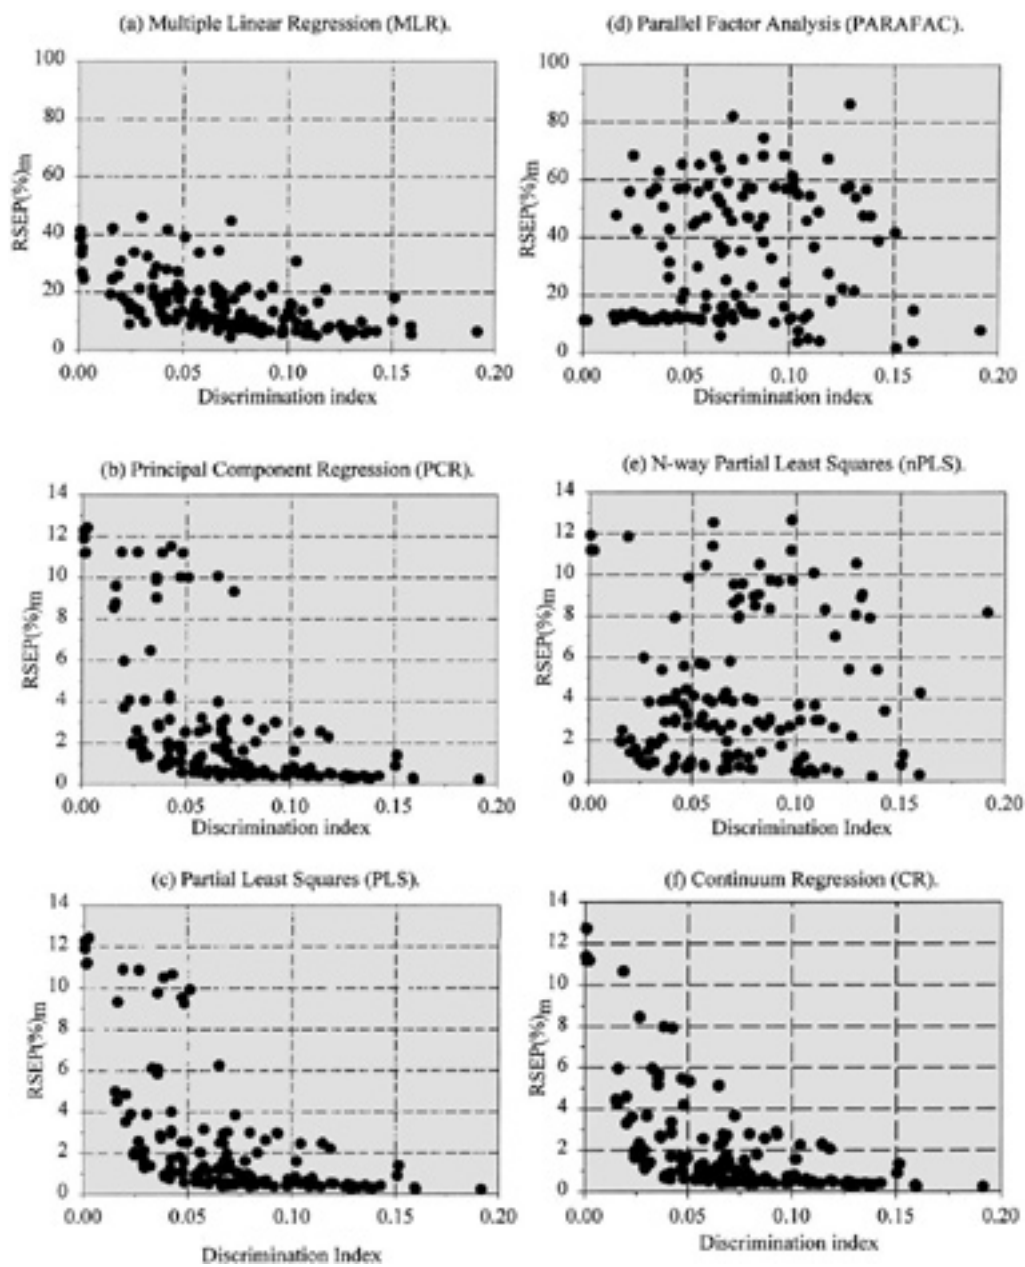 (a) Multiple Linear Regression (MLR).
100
80
60
40
20
0
RSEP(%)m
0.00 0.05 0.10 0.15 0.20
Discrimination index
(d) Parallel Factor Analysis (PARAFAC).
100
80
60
40
20
0
RSEP(%)m
0.00 0.05 0.10 0.15 0.20
Discrimination index
(b) Principal Component Regression (PCR).
14
12
10
8
6
4
2
0
RSEP(%)m
0.00 0.05 0.10 0.15 0.20
Discrimination index
(e) N-way Partial Least Squares (nPLS).
14
12
10
8
6
4
2
0
RSEP(%)m
0.00 0.05 0.10 0.15 0.20
Discrimination Index
(c) Partial Least Squares (PLS).
14
12
10
8
6
4
2
0
RSEP(%)m
0.00 0.05 0.10 0.15 0.20
Discrimination Index
(f) Continuum Regression (CR).
14
12
10
8
6
4
2
0
RSEP(%)m
0.00 0.05 0.10 0.15 0.20
Discrimination index